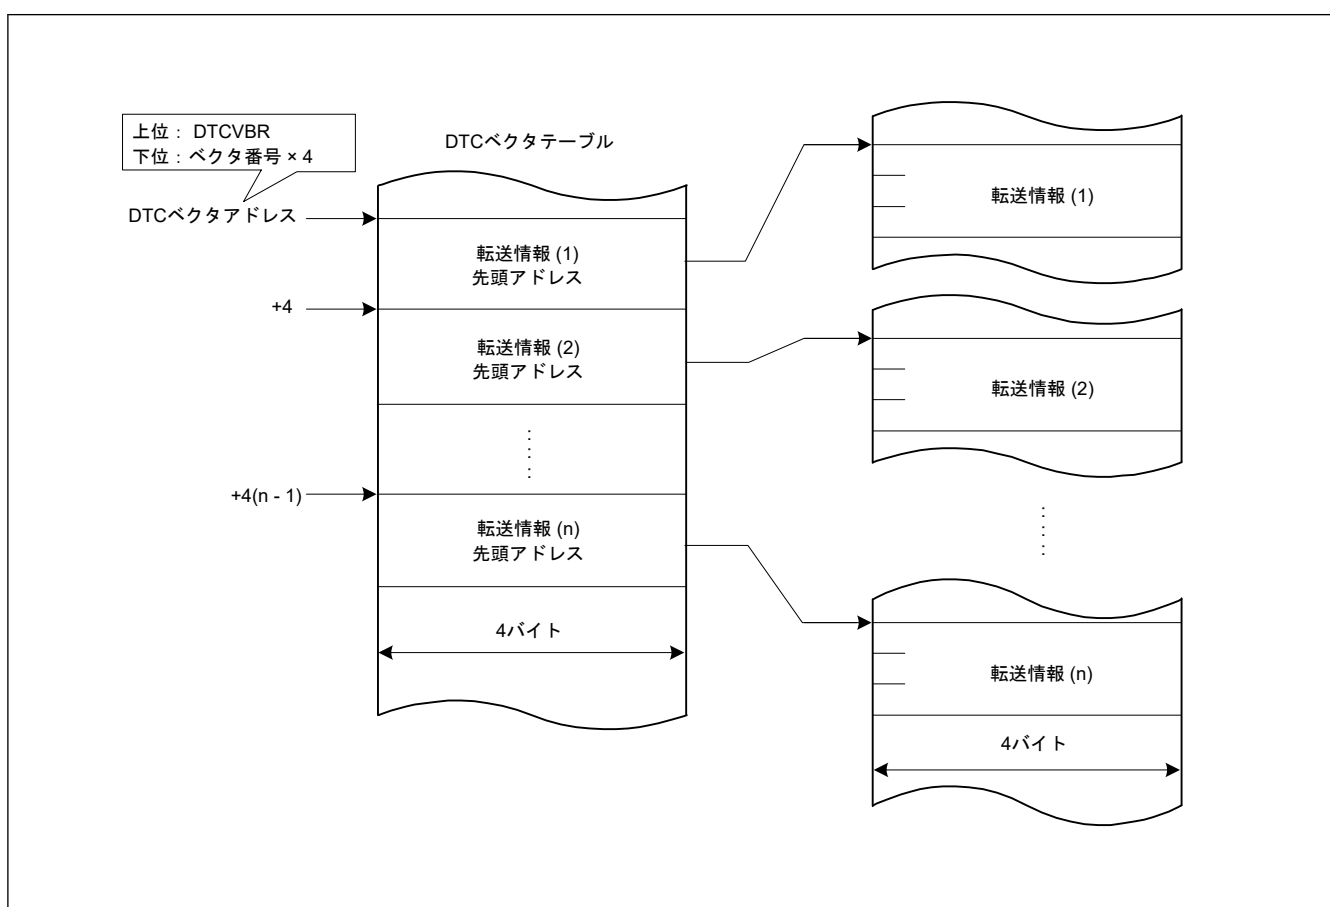 上位： DTCVBR
下位：ベクタ番号 × 4
DTCベクタアドレス
+4
+4(n - 1)
DTCベクタテーブル
転送情報 (1)
先頭アドレス
転送情報 (2)
先頭アドレス
転送情報 (n)
先頭アドレス
4バイト
転送情報 (1)
転送情報 (2)
転送情報 (n)
4バイト